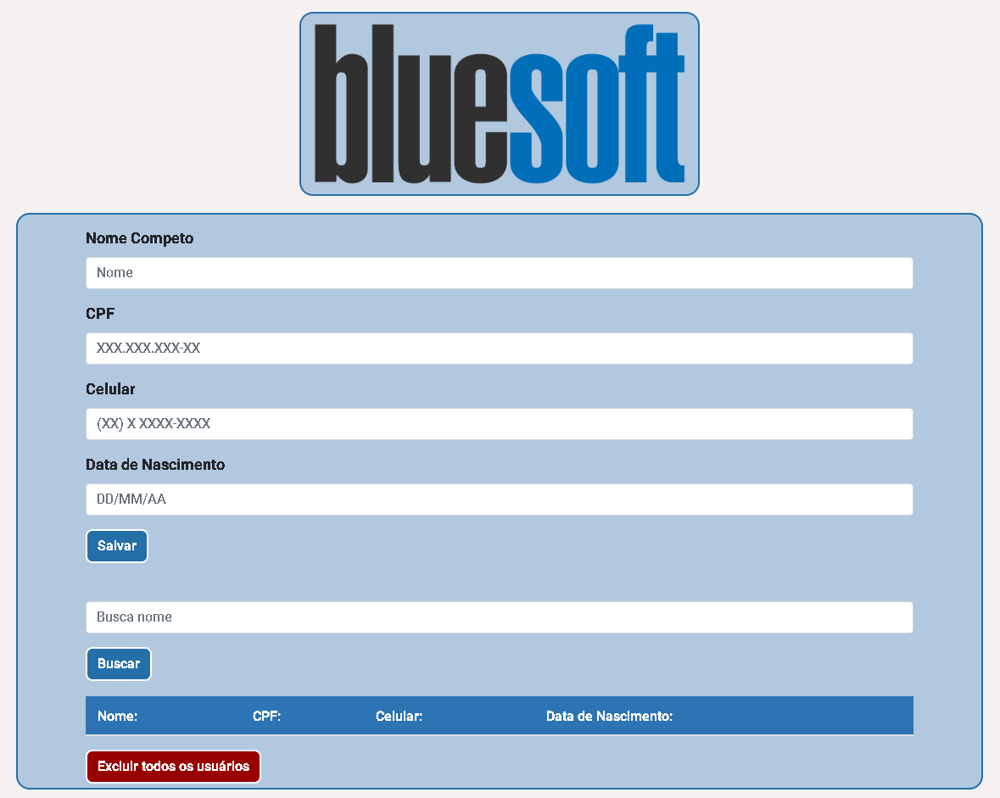 bluesoft
Nome Competo
Nome
CPF
XXX.XXX.XXX-XX
Celular
(XX) X XXXX-XXXX
Data de Nascimento
DD/MM/AA
Salvar
Busca nome
Buscar
Nome: CPF: Celular: Data de Nascimento:
Excluir todos os usuários